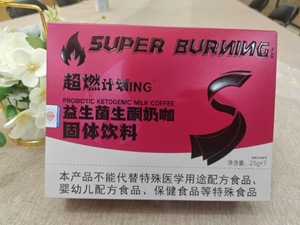 SUPER BURNING
超燃计划ING
PROBIOTIC KETOGENIC MILK COFFEE
益生菌生酮奶咖
固体饮料
净含量：25g×7
本产品不能代替特殊医学用途配方食品、
婴幼儿配方食品、保健食品等特殊食品